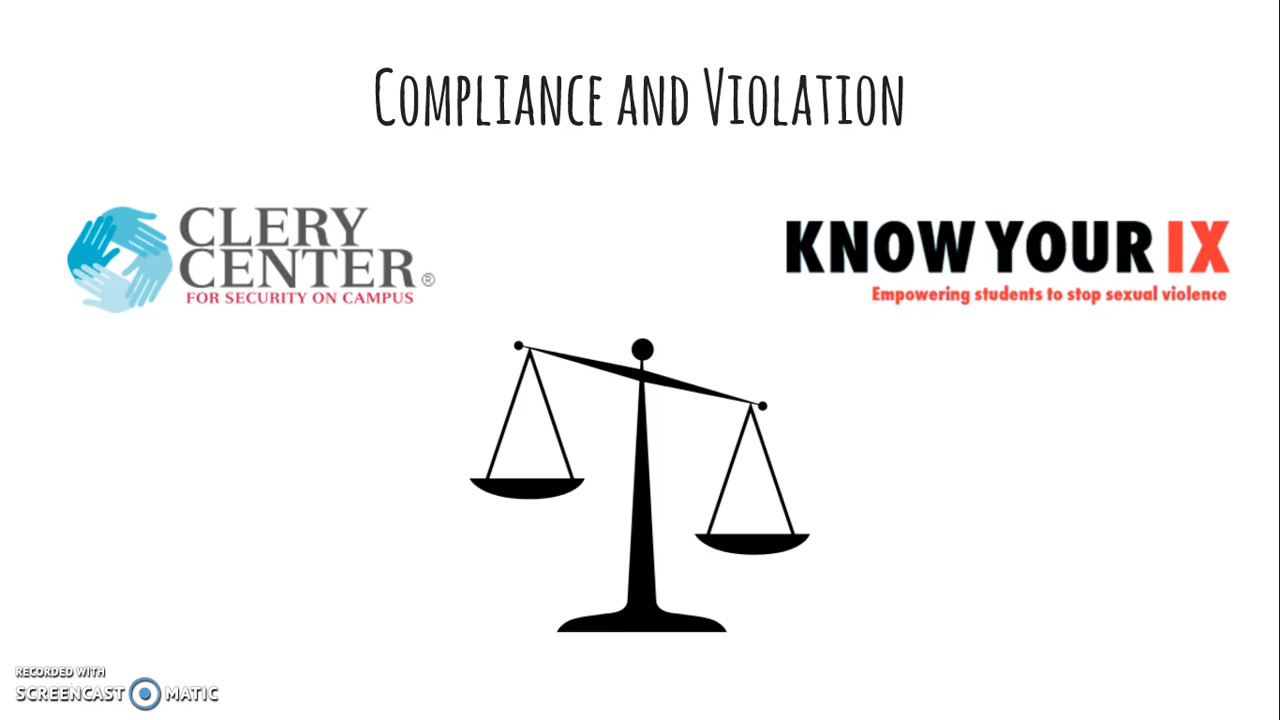 COMPLIANCE AND VIOLATION
CLERY
CENTER®
FOR SECURITY ON CAMPUS
KNOW YOUR IX
Empowering students to stop sexual violence
RECORDED WITH
SCREENCAST MATIC